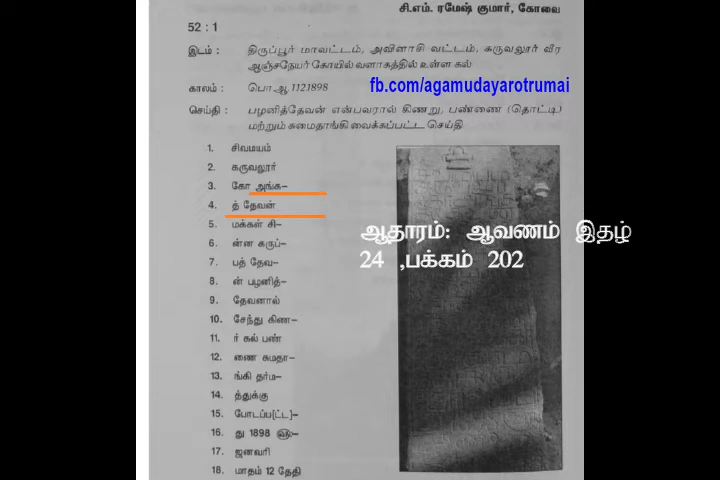 சி.எம். ரமேஷ் குமார், கோவை
52 : 1
இடம் : திருப்பூர் மாவட்டம், அவிளாசி வட்டம், கருவலூர் வீர
ஆஞ்சநேயர்கோயில் வளாகத்தில் உள்ள கல்
காலம் : பொ.ஆ. 1121898
fb.com/agamudayarotrumai
செய்தி : பழனித்தேவன் என்பவரால் கிணறு, பண்ணை (தொட்டி)
மற்றும் சுமைதாங்கி வைக்கப்பட்ட செய்தி
1. சிவமயம்
2. கருவலூர்
3. கோ அங்க–
4. த் தேவன்
5. மக்கள் சி–
6. ன்ன கருப்–
7. பத் தேவ–
8. ன் பழனித்–
9. தேவனால்
10. சேந்து கிண–
11. ர் கல் பண்
12. ணை சுமதா–
13. ங்கி தர்ம–
14. த்துக்கு
15. போடப்ப[ட்ட]–
16. து 1898 ௵–
17. ஜனவரி
18. மாதம் 12 தேதி
ஆதாரம்: ஆவணம் இதழ்
24 ,பக்கம் 202